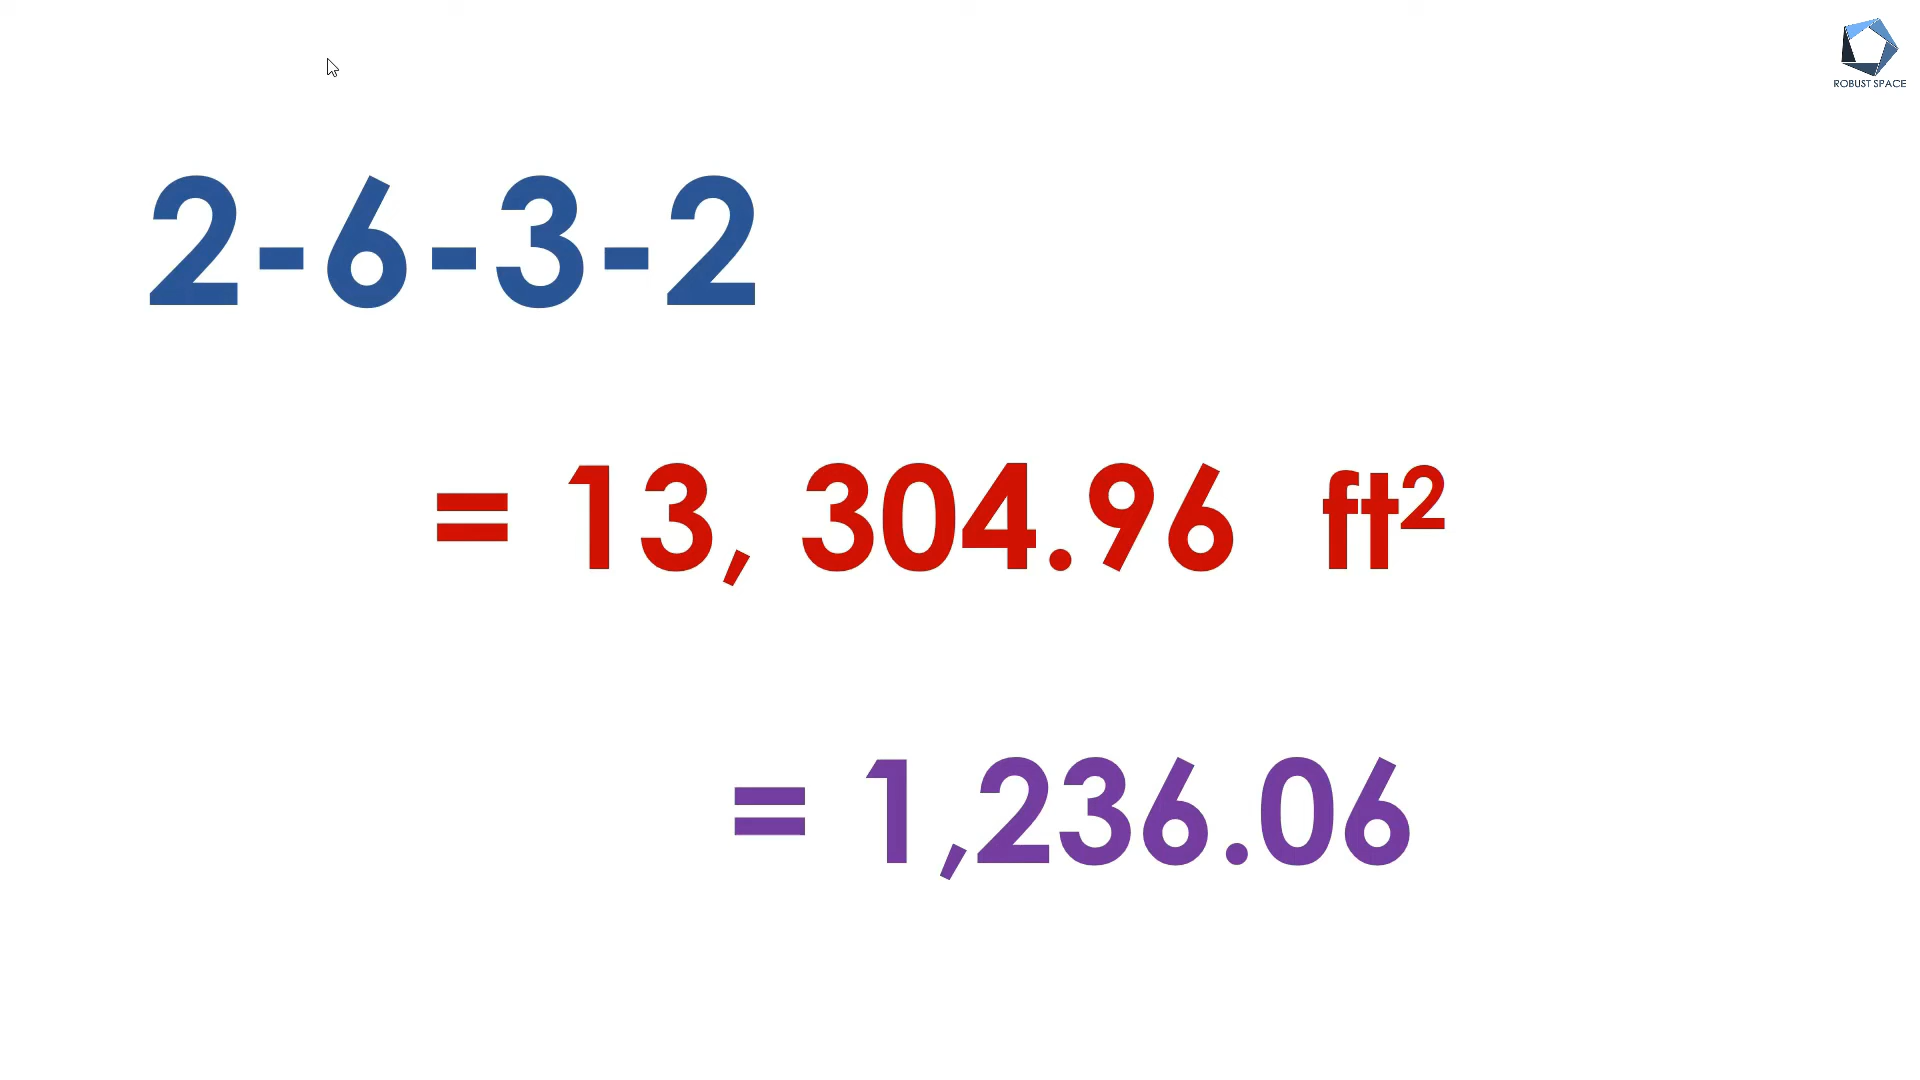 ROBUST SPACE
2-6-3-2
= 13, 304.96 ft²
= 1,236.06